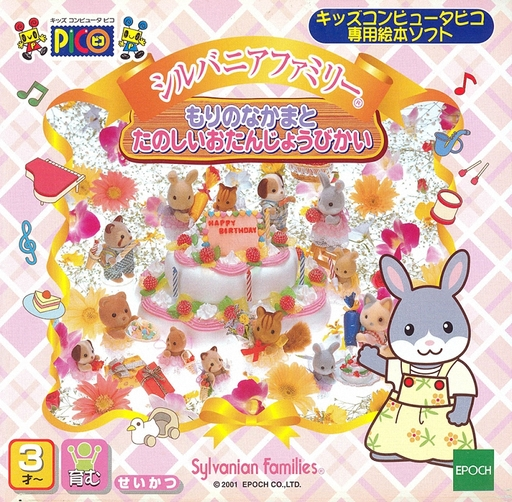 キッズ コンピュータ ピコ
PiCO ピコ
キッズコンピュータピコ
専用絵本ソフト
シルバニアファミリー®
もりのなかまと
たのしいおたんじょうびかい
HAPPY
BIRTHDAY
3
才~
育む
せいかつ
Sylvanian Families®
©2001 EPOCH CO.,LTD.
EPOCH